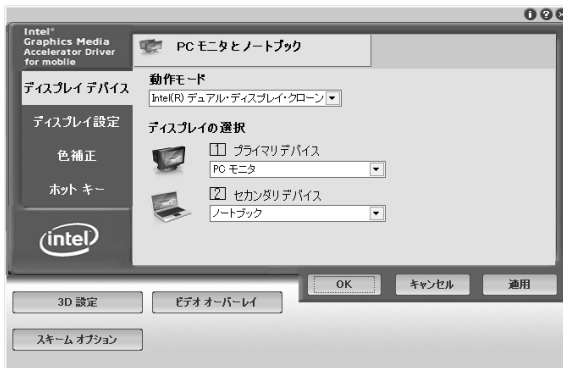 Intel®
Graphics Media
Accelerator Driver
for mobile
PC モニタとノートブック
ディスプレイ デバイス
ディスプレイ設定
色補正
ホット キー
intel
動作モード
Intel(R) デュアル・ディスプレイ・クローン
ディスプレイの選択
1 プライマリ デバイス
PC モニタ
2 セカンダリ デバイス
ノートブック
OK キャンセル 適用
3D 設定 ビデオ オーバーレイ
スキーム オプション